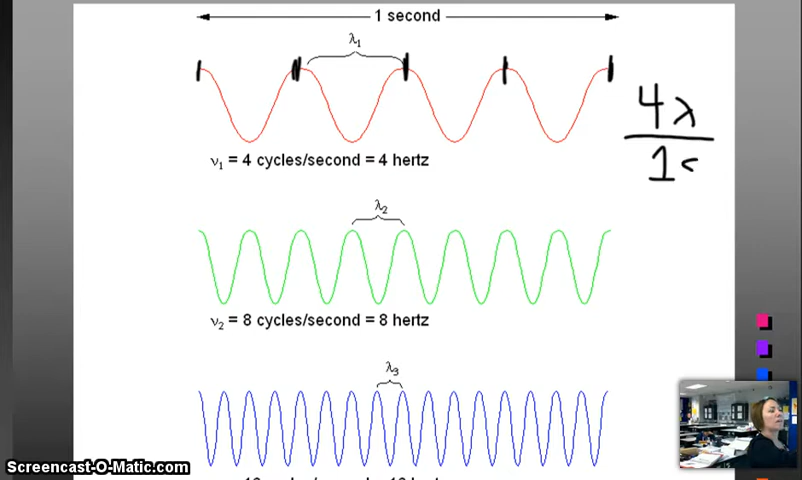 1 second
λ1
4λ
1
ν1 = 4 cycles/second = 4 hertz
λ2
ν2 = 8 cycles/second = 8 hertz
λ3
Screencast-O-Matic.com